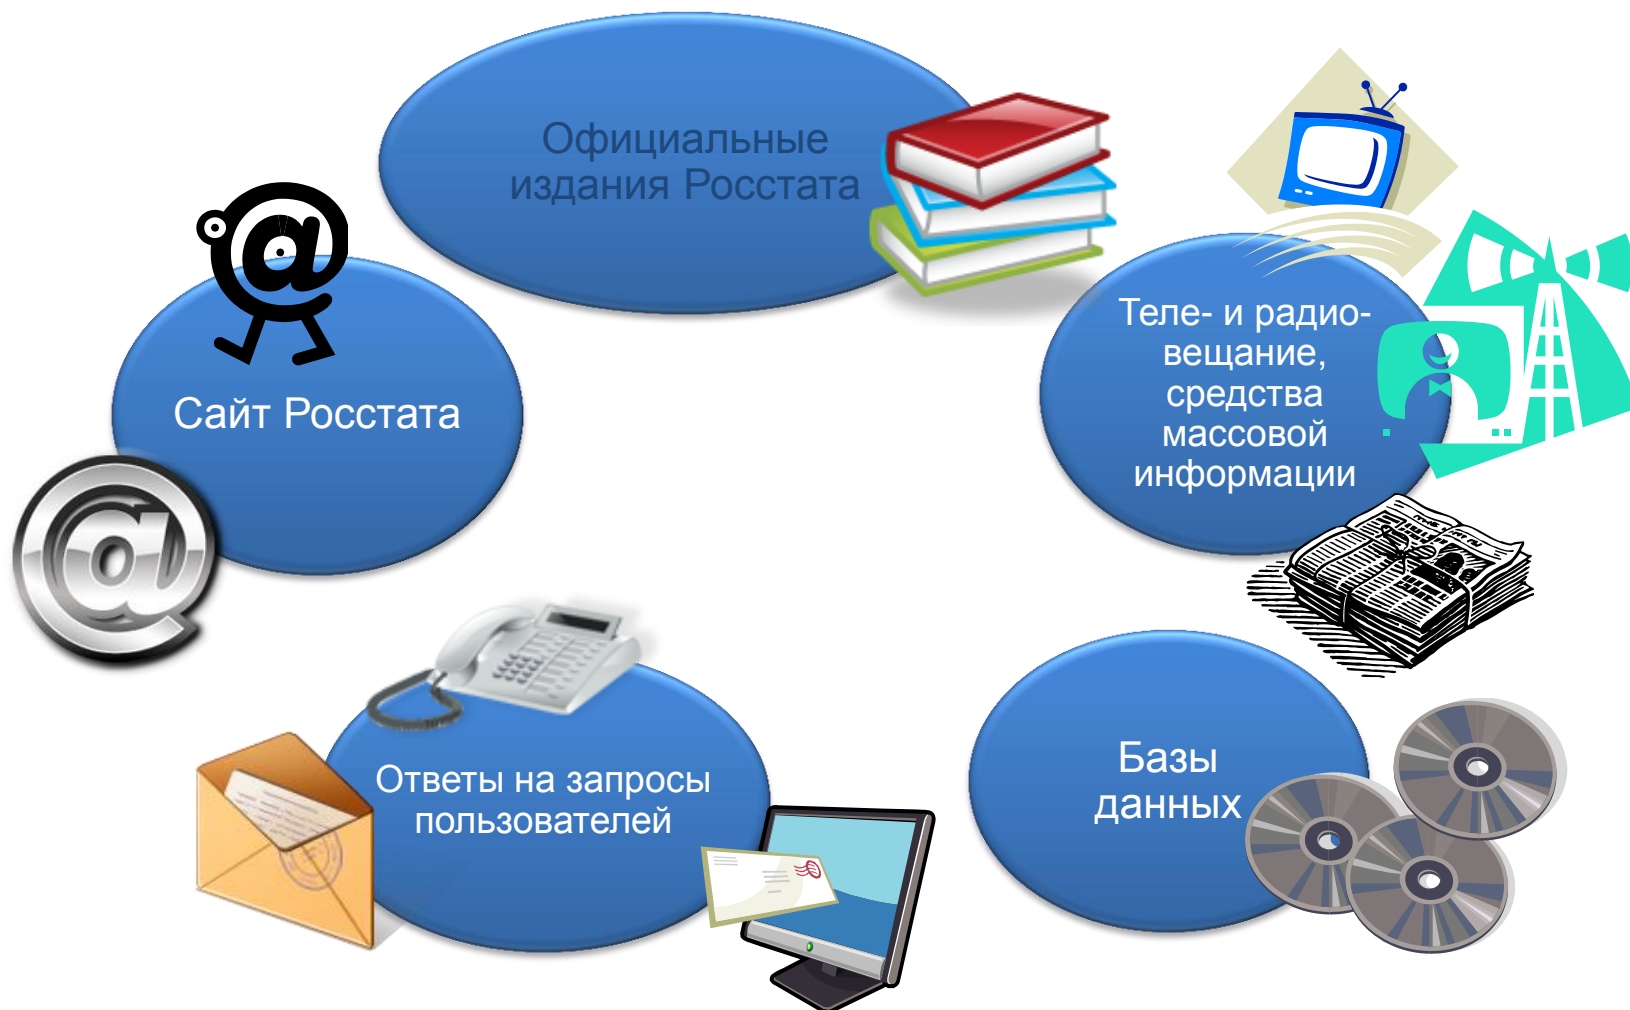 Официальные
издания Росстата
Теле- и радио-
вещание,
средства
массовой
информации
Сайт Росстата
Ответы на запросы
пользователей
Базы
данных